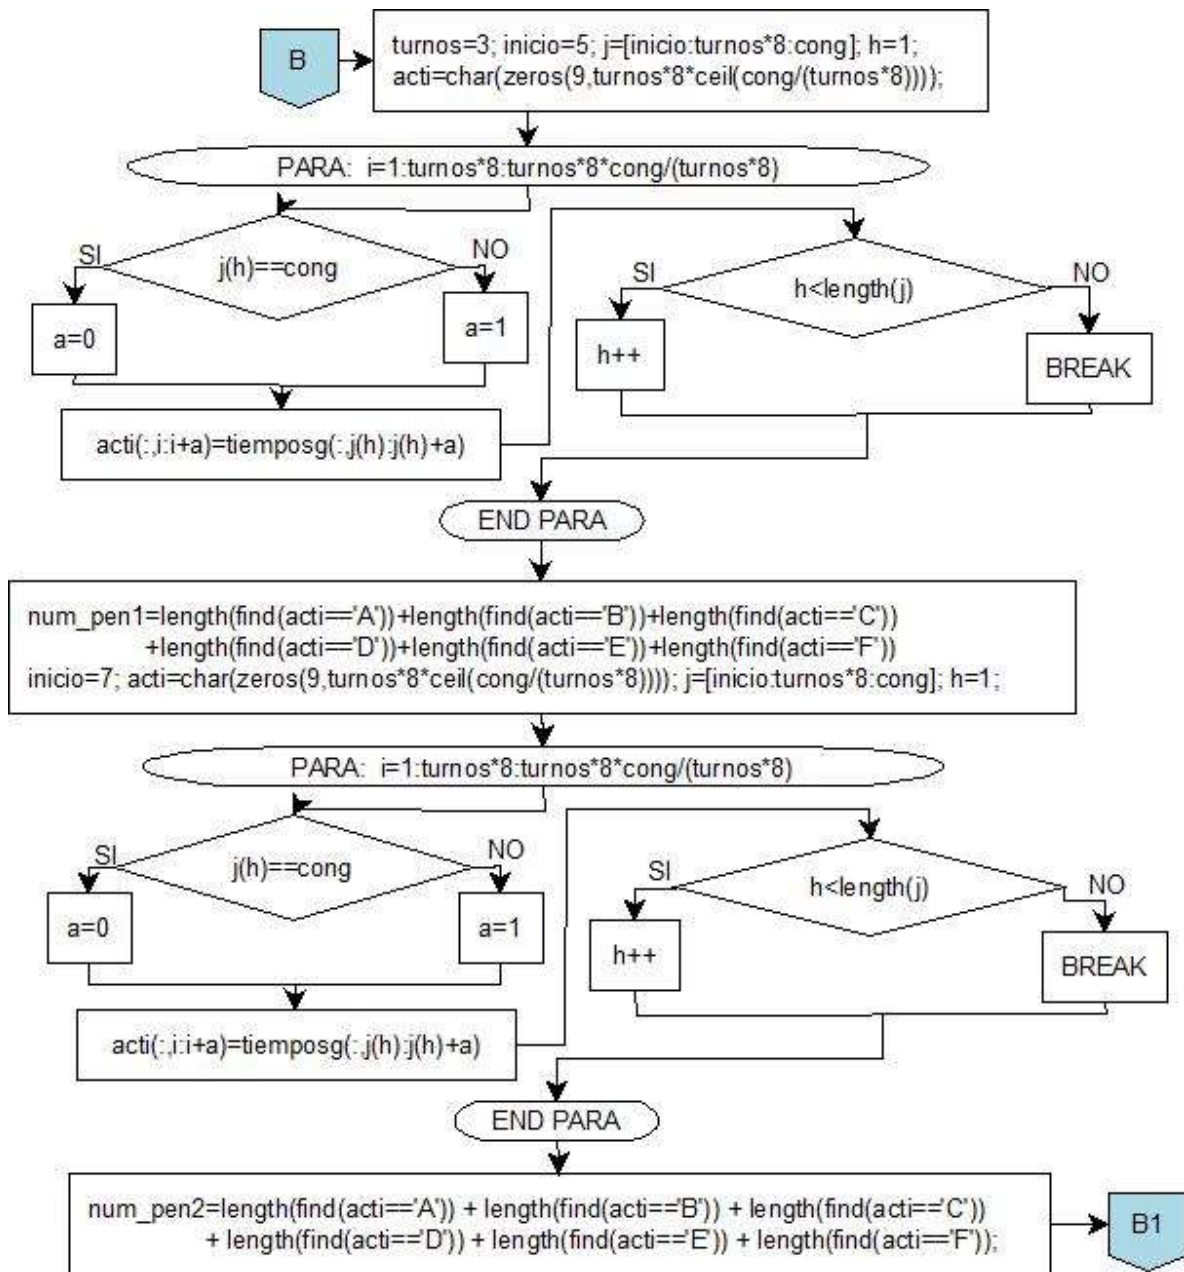 B
turnos=3; inicio=5; j=[inicio:turnos*8:cong]; h=1;
acti=char(zeros(9,turnos*8*ceil(cong/(turnos*8))));
PARA: i=1:turnos*8:turnos*8*cong/(turnos*8)
j(h)==cong
SI
NO
a=0
a=1
acti(:,i:i+a)=tiemposg(:,j(h):j(h)+a)
h<length(j)
SI
NO
h++
BREAK
END PARA
num_pen1=length(find(acti=='A'))+length(find(acti=='B'))+length(find(acti=='C'))
+length(find(acti=='D'))+length(find(acti=='E'))+length(find(acti=='F'))
inicio=7; acti=char(zeros(9,turnos*8*ceil(cong/(turnos*8)))); j=[inicio:turnos*8:cong]; h=1;
PARA: i=1:turnos*8:turnos*8*cong/(turnos*8)
j(h)==cong
SI
NO
a=0
a=1
acti(:,i:i+a)=tiemposg(:,j(h):j(h)+a)
h<length(j)
SI
NO
h++
BREAK
END PARA
num_pen2=length(find(acti=='A')) + length(find(acti=='B')) + length(find(acti=='C'))
+ length(find(acti=='D')) + length(find(acti=='E')) + length(find(acti=='F'));
B1